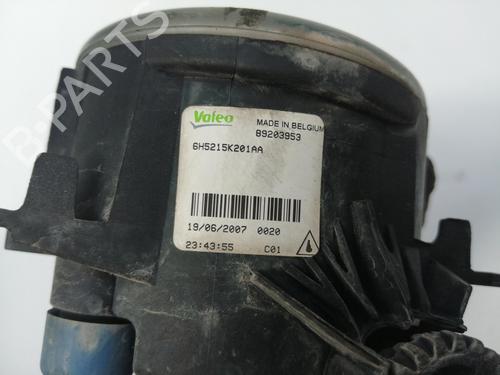 Valeo
MADE IN BELGIUM
89203953
6H5215K201AA
19/06/2007 0020
23:43:55 C01
B-PARTS